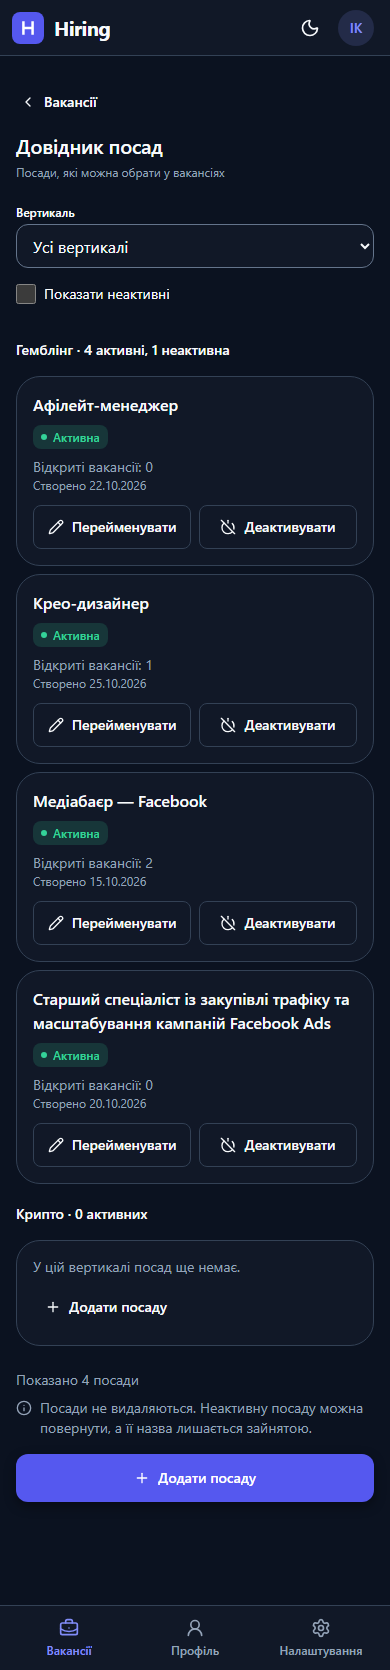 H Hiring
ІК
Вакансії
Довідник посад
Посади, які можна обрати у вакансіях
Вертикаль
Усі вертикалі
Показати неактивні
Гемблінг · 4 активні, 1 неактивна
Афілейт-менеджер
Активна
Відкриті вакансії: 0
Створено 22.10.2026
Перейменувати
Деактивувати
Крео-дизайнер
Активна
Відкриті вакансії: 1
Створено 25.10.2026
Перейменувати
Деактивувати
Медіабаєр — Facebook
Активна
Відкриті вакансії: 2
Створено 15.10.2026
Перейменувати
Деактивувати
Старший спеціаліст із закупівлі трафіку та
масштабування кампаній Facebook Ads
Активна
Відкриті вакансії: 0
Створено 20.10.2026
Перейменувати
Деактивувати
Крипто · 0 активних
У цій вертикалі посад ще немає.
Додати посаду
Показано 4 посади
Посади не видаляються. Неактивну посаду можна
повернути, а її назва лишається зайнятою.
Додати посаду
Вакансії
Профіль
Налаштування